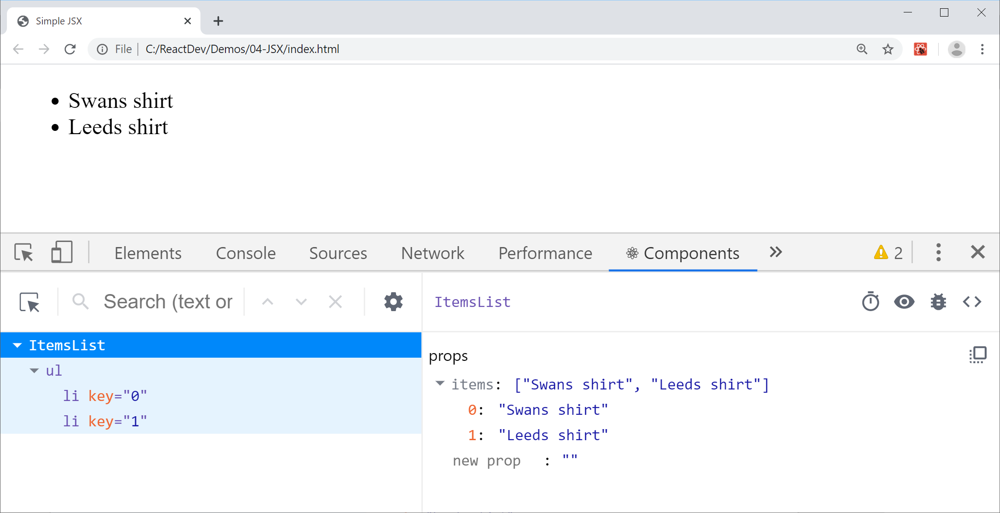 Simple JSX
File C:/ReactDev/Demos/04-JSX/index.html
Swans shirt
Leeds shirt
Elements Console Sources Network Performance Components 2
Search (text or
ItemsList
ItemsList
ul
li key="0"
li key="1"
props
items: ["Swans shirt", "Leeds shirt"]
0: "Swans shirt"
1: "Leeds shirt"
new prop : ""